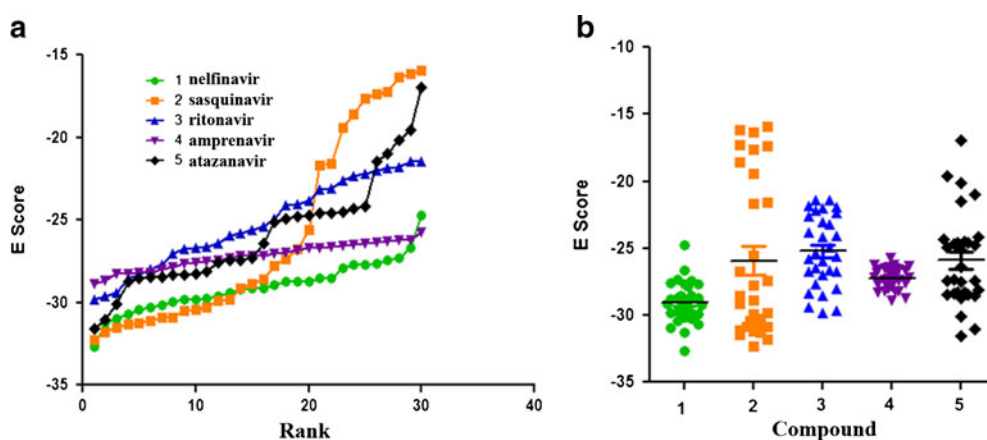 a
E Score
-15
-20
-25
-30
-35
1 nelfinavir
2 sasquinavir
3 ritonavir
4 amprenavir
5 atazanavir
0 10 20 30 40
Rank
b
E Score
-10
-15
-20
-25
-30
-35
1 2 3 4 5
Compound